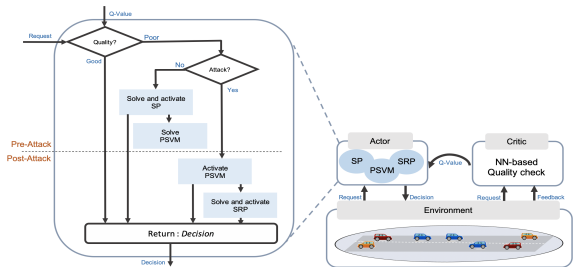 Q-Value
Request
Quality?
Poor
Good
No
Attack?
Yes
Solve and activate
SP
Solve
PSVM
Pre-Attack
Post-Attack
Activate
PSVM
Solve and activate
SRP
Return : Decision
Decision
Actor
SP
PSVM
SRP
Q-Value
Critic
NN-based
Quality check
Request
Decision
Request
Feedback
Environment